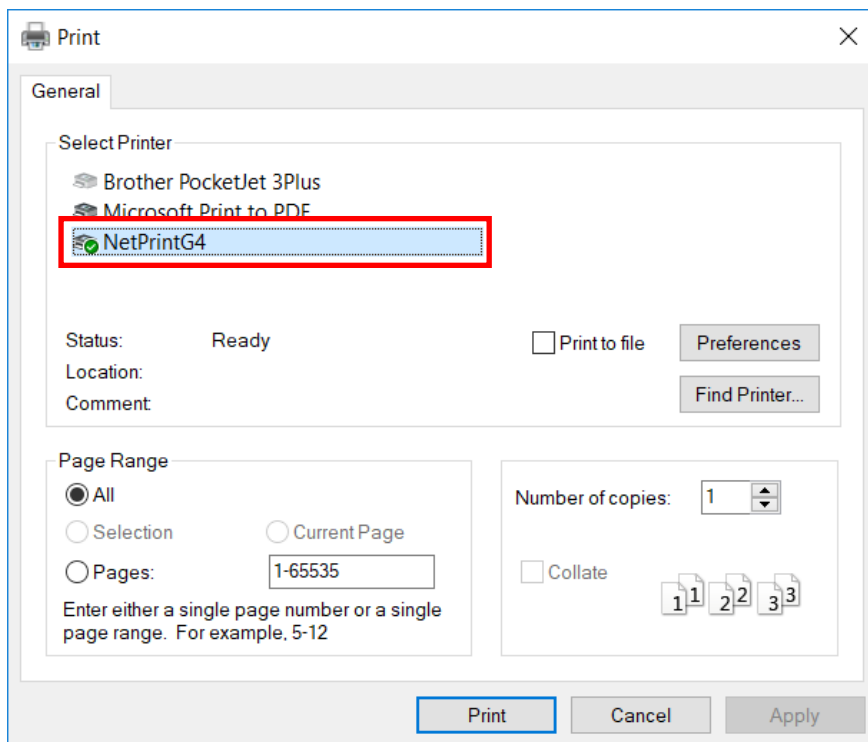 Print
General
Select Printer
Brother PocketJet 3Plus
Microsoft Print to PDF
NetPrintG4
Status: Ready
Print to file
Preferences
Location:
Comment:
Find Printer...
Page Range
All
Number of copies: 1
Selection
Current Page
Collate
Pages: 1-65535
1 1 2 2 3 3
Enter either a single page number or a single
page range. For example, 5-12
Print
Cancel
Apply